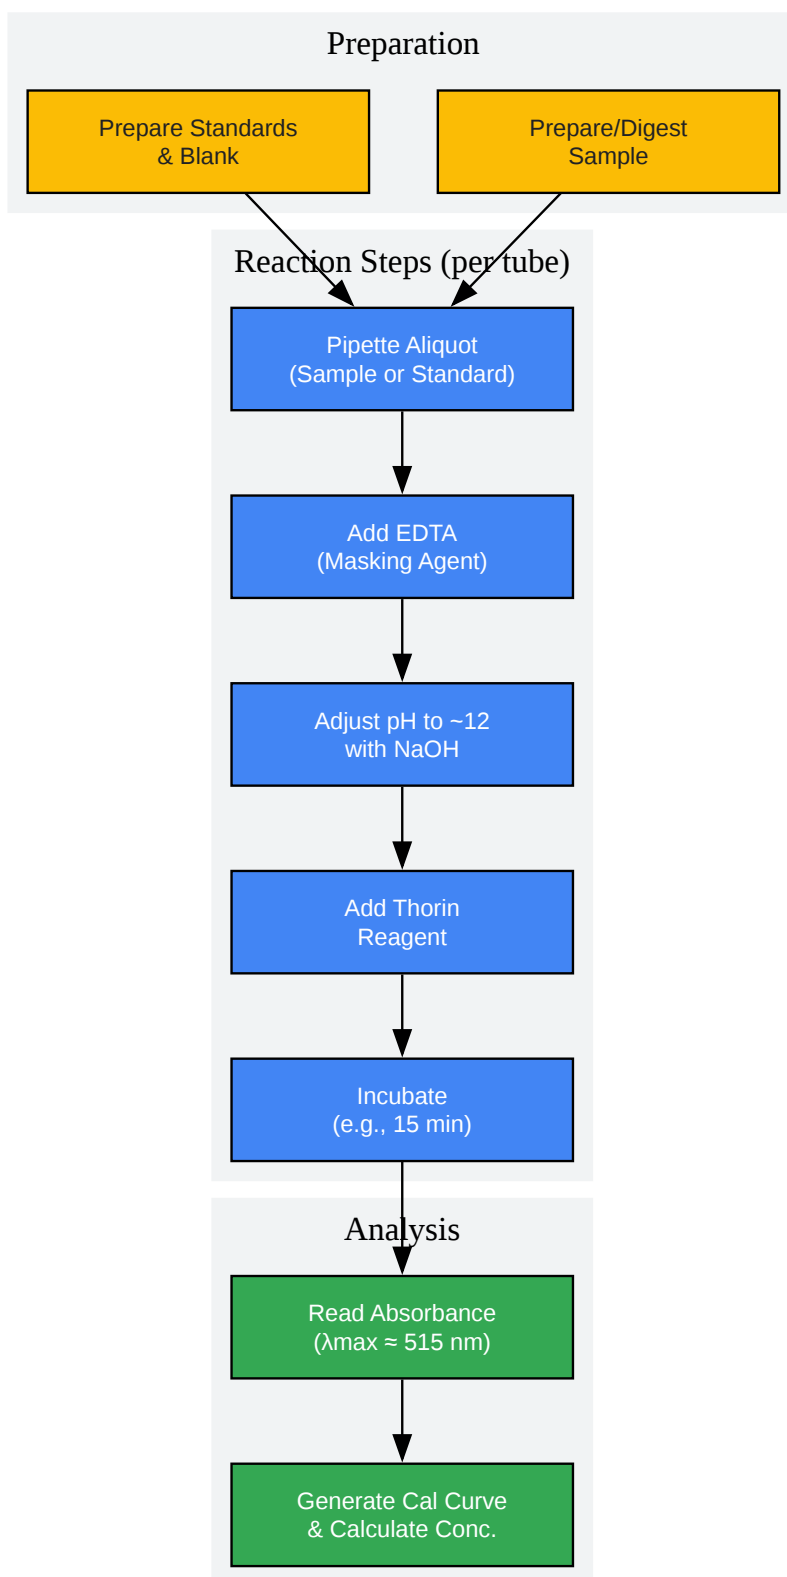 Preparation
Prepare Standards
& Blank
Prepare/Digest
Sample
Reaction Steps (per tube)
Pipette Aliquot
(Sample or Standard)
Add EDTA
(Masking Agent)
Adjust pH to ~12
with NaOH
Add Thorin
Reagent
Incubate
(e.g., 15 min)
Analysis
Read Absorbance
(λmax ≈ 515 nm)
Generate Cal Curve
& Calculate Conc.